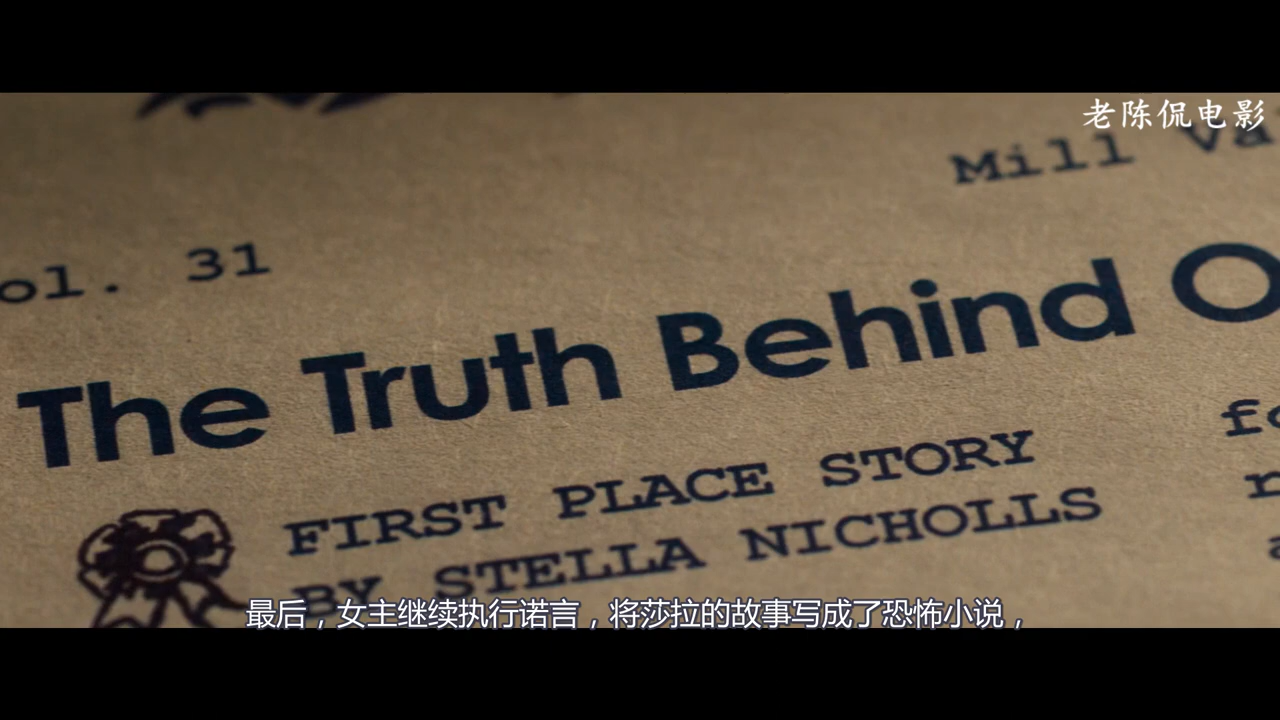 老陈侃电影
Mill Va
ol. 31
The Truth Behind O
fo
FIRST PLACE STORY
BY STELLA NICHOLLS
最后，女主继续执行诺言，将莎拉的故事写成了恐怖小说，